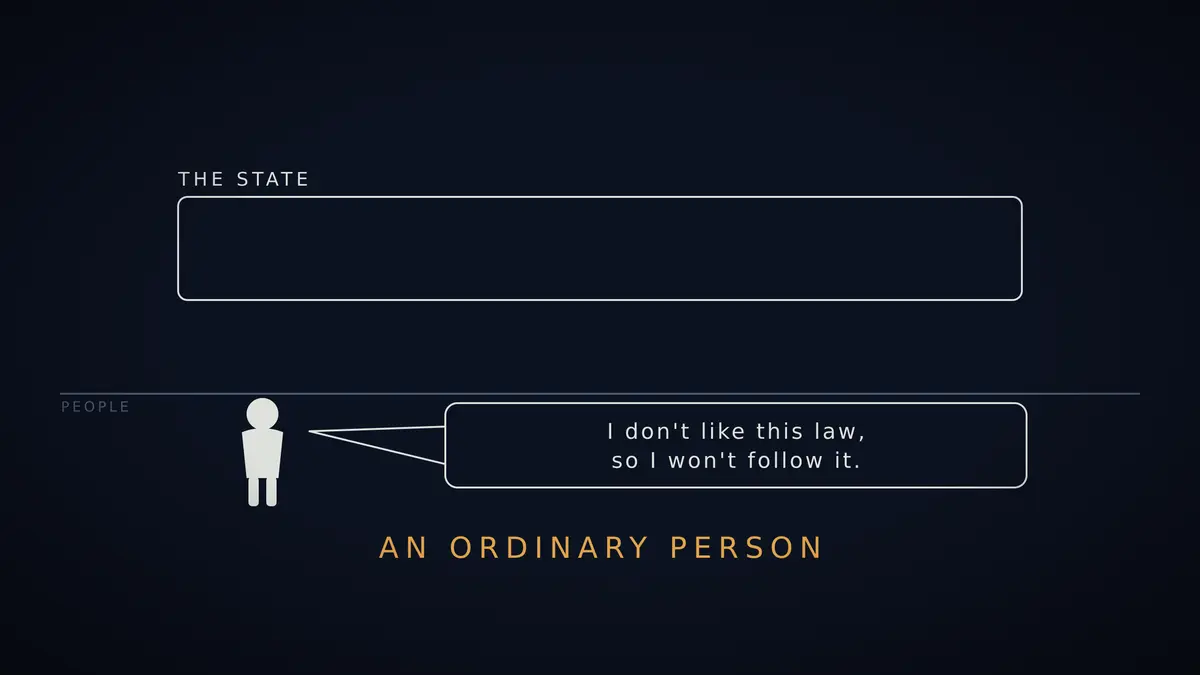 THE STATE
PEOPLE
I don't like this law,
so I won't follow it.
AN ORDINARY PERSON